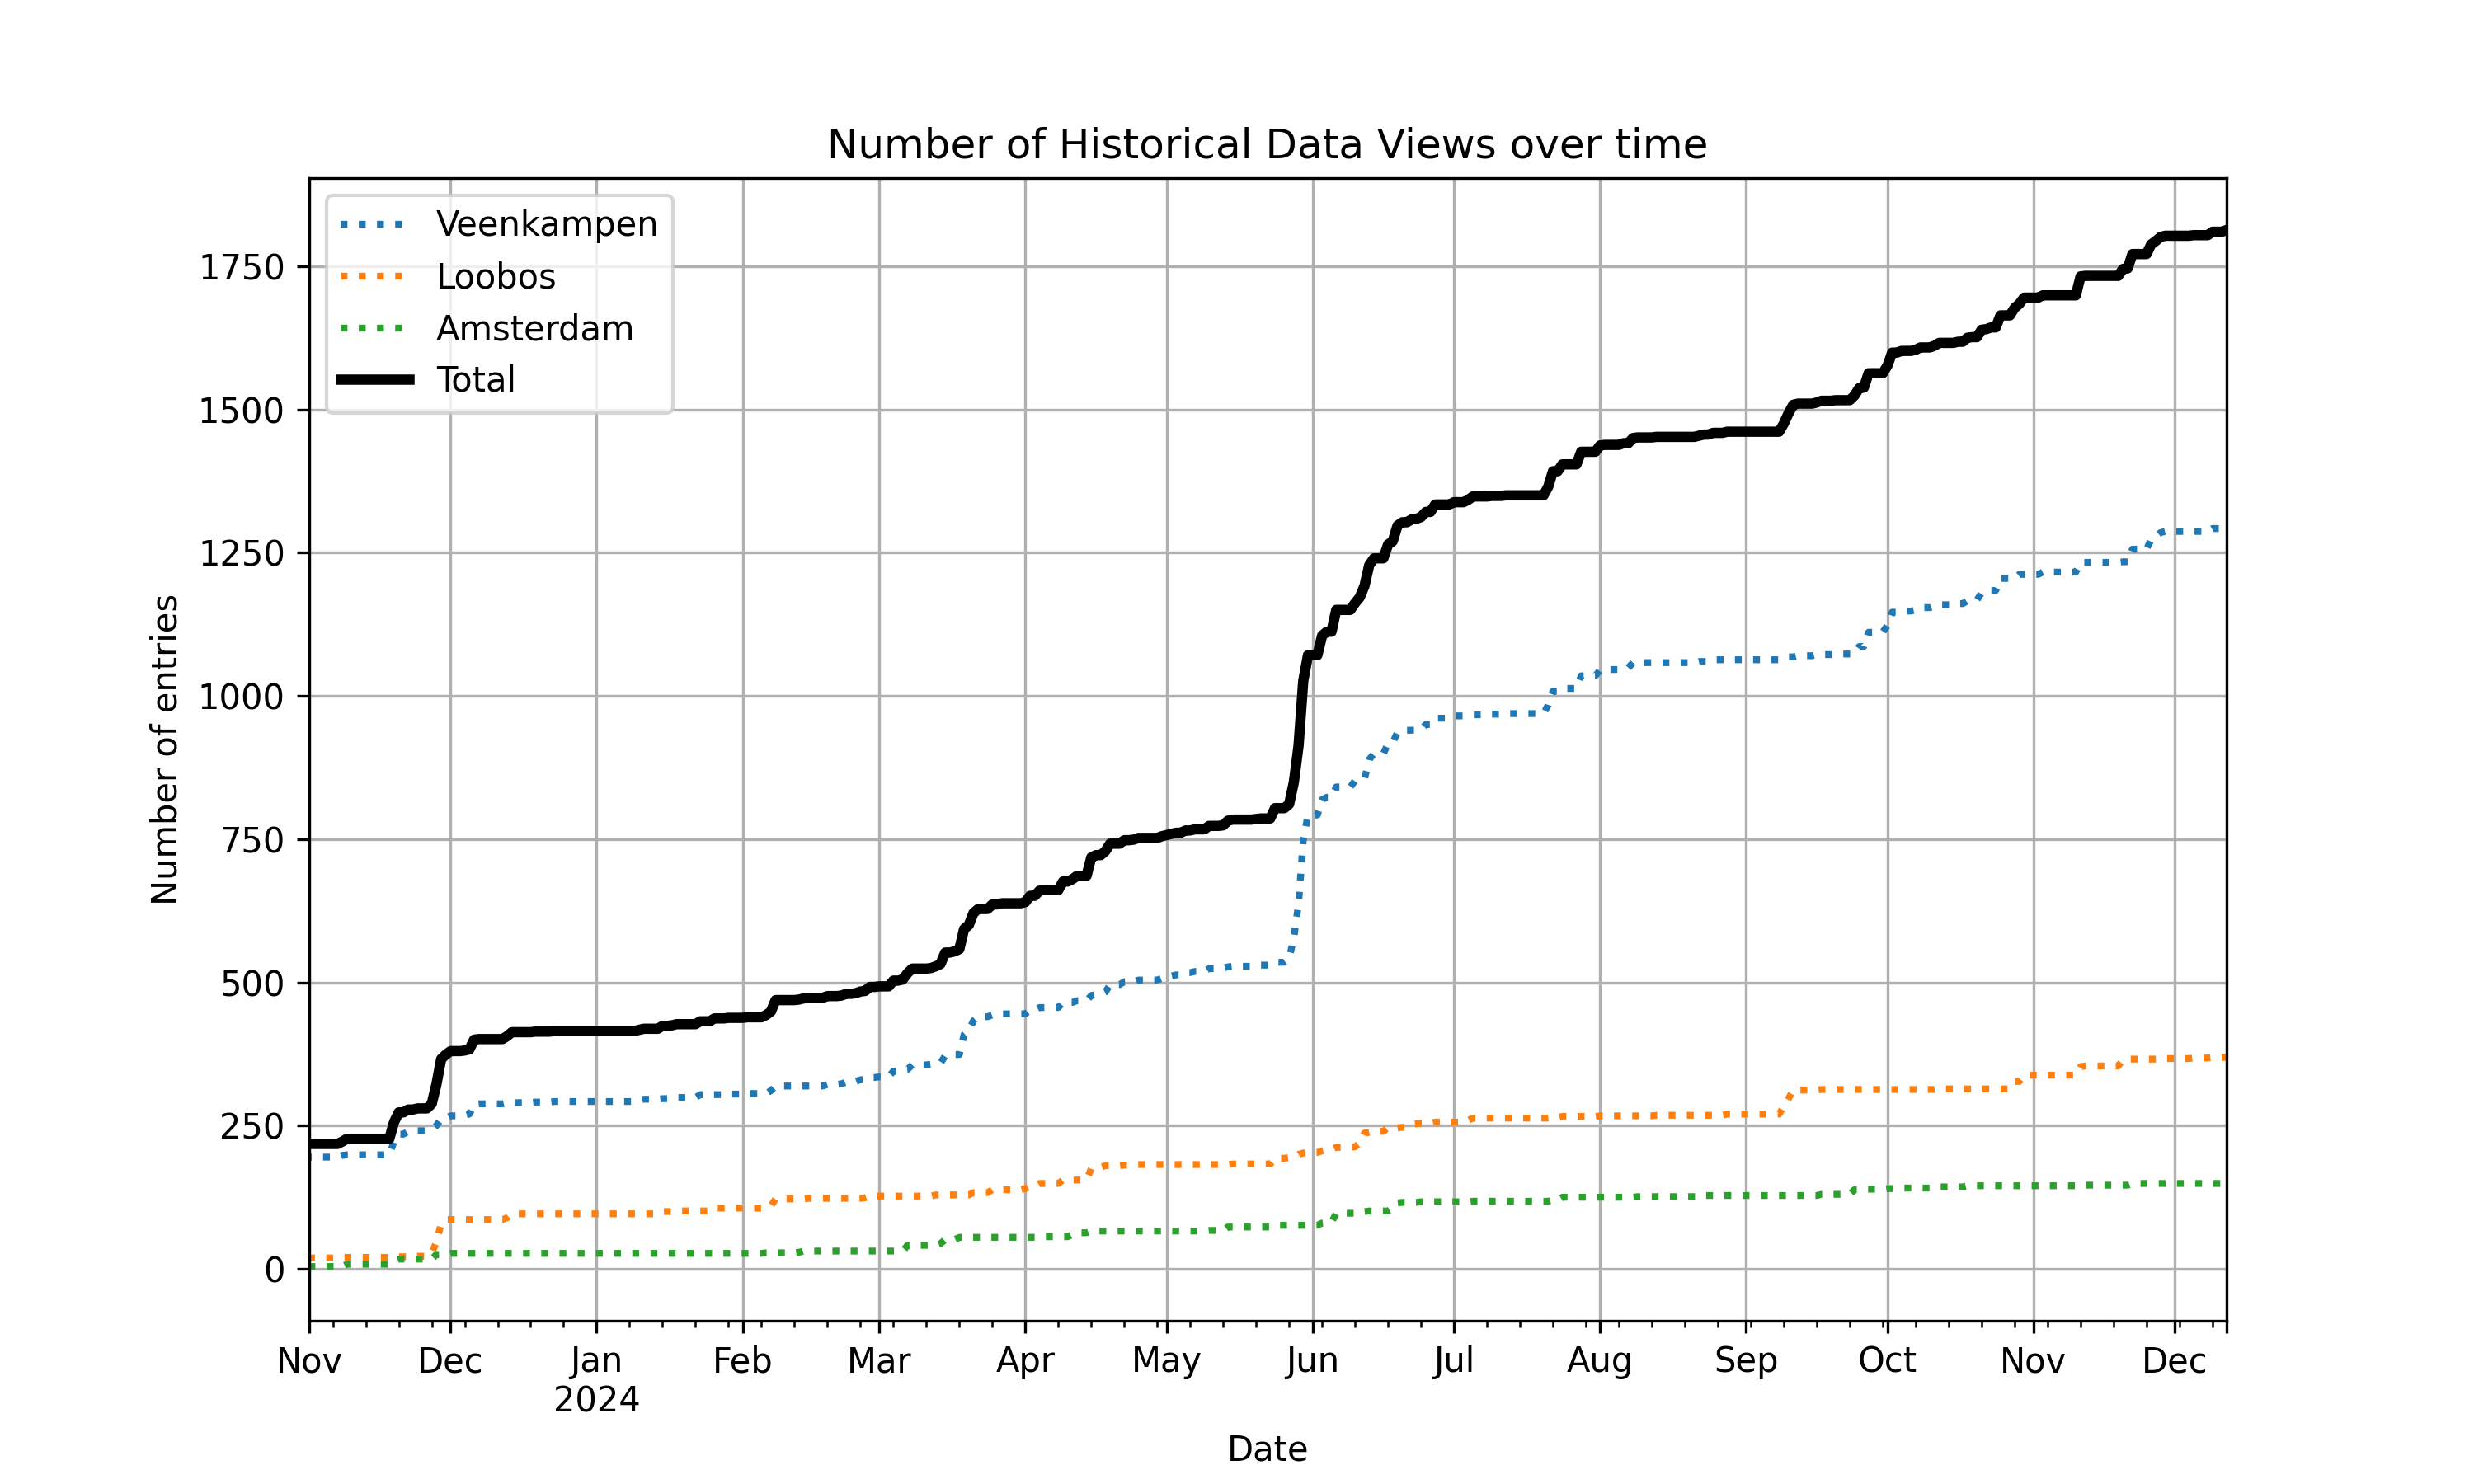 Number of Historical Data Views over time
Veenkampen
Loobos
Amsterdam
Total
1750
1500
1250
1000
750
500
250
0
Number of entries
Nov Dec Jan Feb Mar Apr May Jun Jul Aug Sep Oct Nov Dec
2024
Date